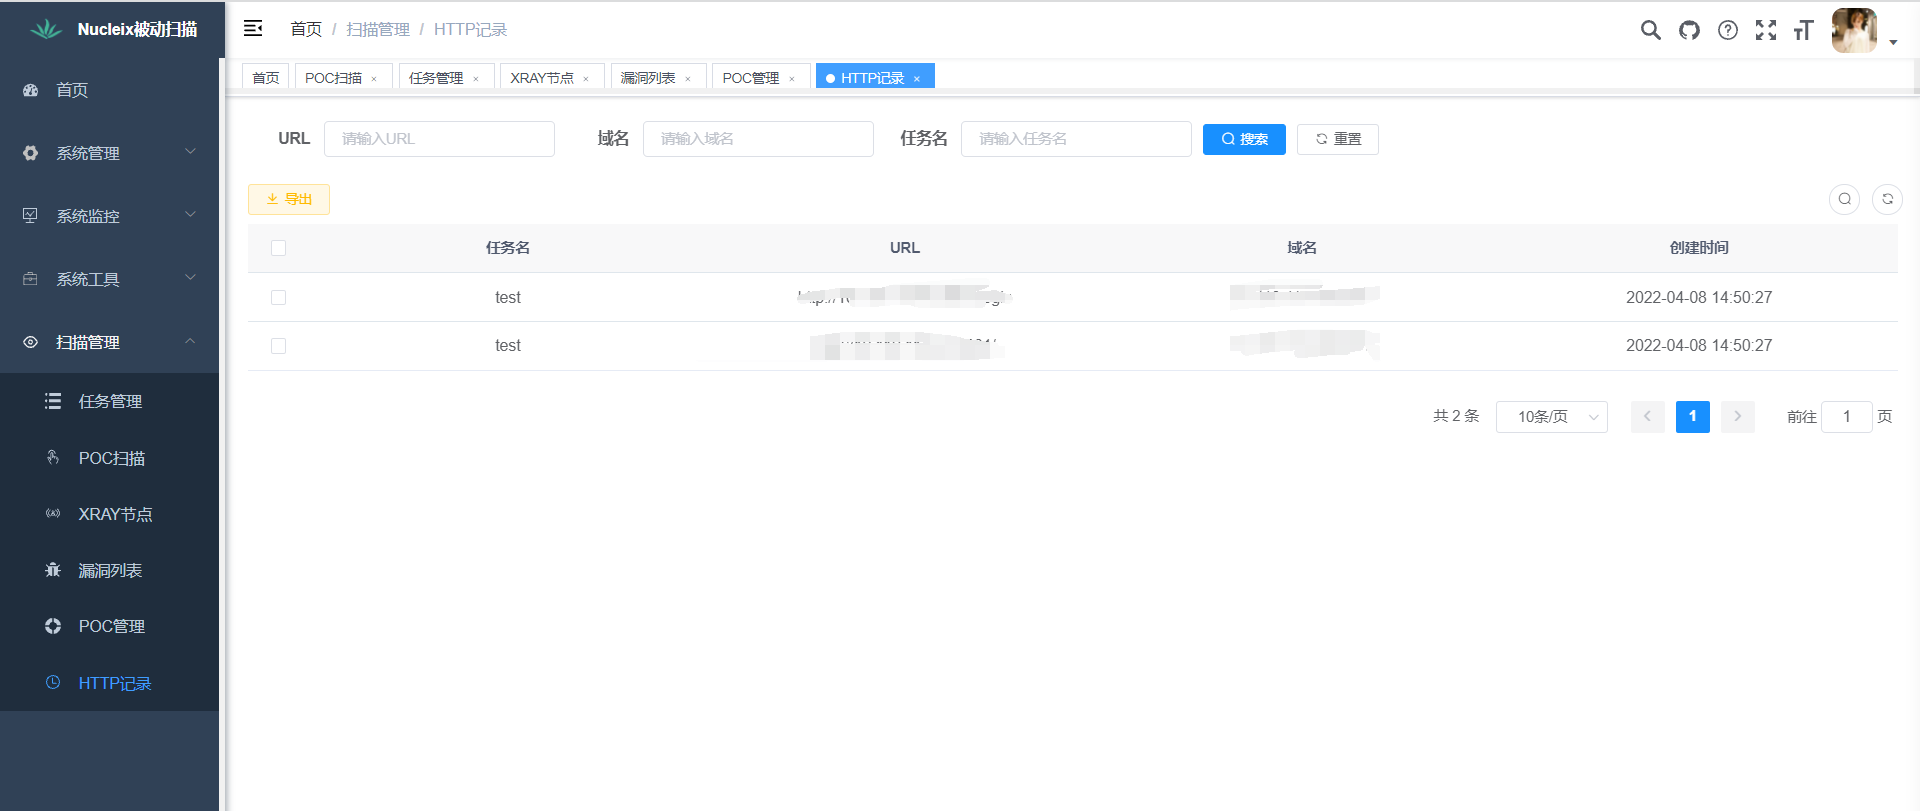 Nucleix被动扫描
首页 / 扫描管理 / HTTP记录
首页 POC扫描 × 任务管理 × XRAY节点 × 漏洞列表 × POC管理 × HTTP记录 ×
首页
系统管理
系统监控
系统工具
扫描管理
任务管理
POC扫描
XRAY节点
漏洞列表
POC管理
HTTP记录
URL 请输入URL 域名 请输入域名 任务名 请输入任务名 搜索 重置
导出
任务名 URL 域名 创建时间
test 2022-04-08 14:50:27
test 2022-04-08 14:50:27
共 2 条 10条/页 1 前往 1 页